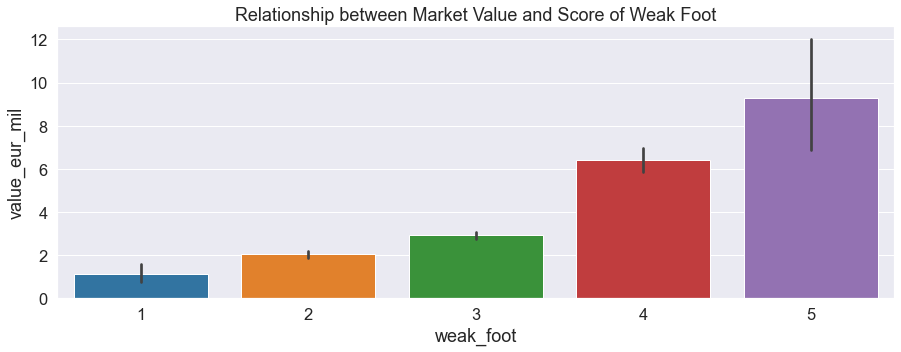 Relationship between Market Value and Score of Weak Foot
value_eur_mil
12
10
8
6
4
2
0
1 2 3 4 5
weak_foot